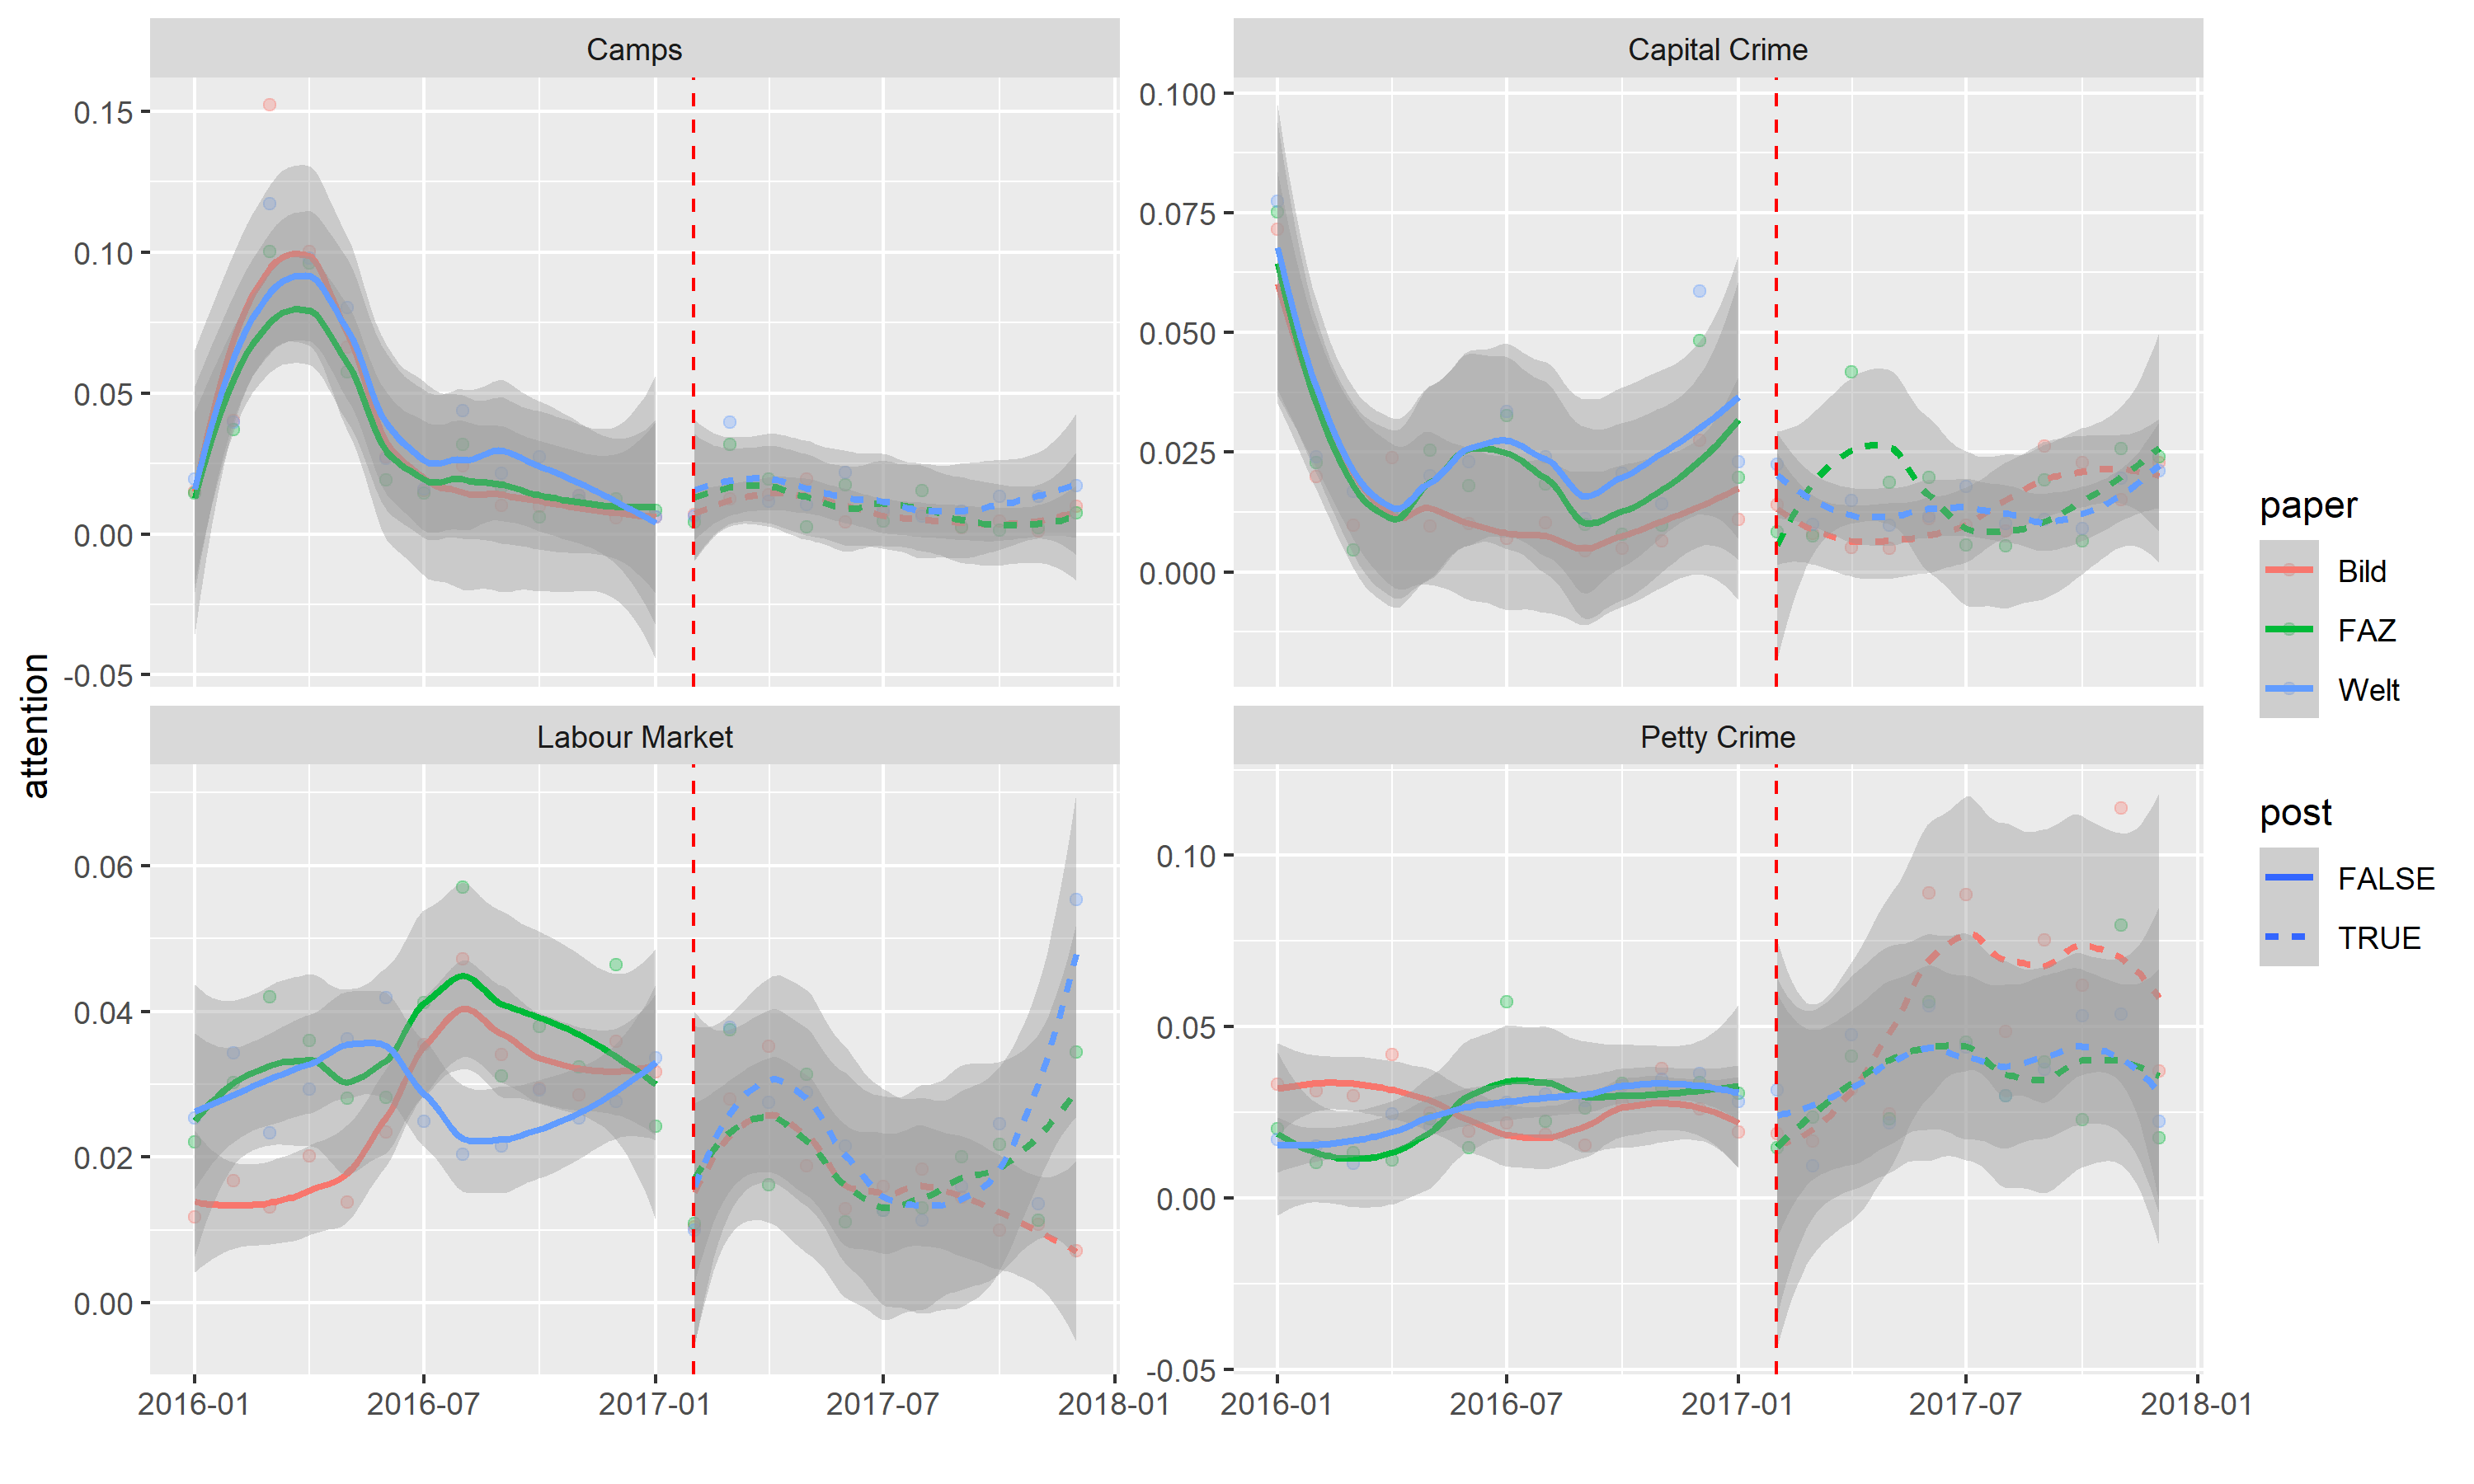 Camps
Capital Crime
0.15
0.10
0.05
0.00
-0.05
0.100
0.075
0.050
0.025
0.000
attention
Labour Market
Petty Crime
0.06
0.04
0.02
0.00
0.10
0.05
0.00
-0.05
2016-01 2016-07 2017-01 2017-07 2018-01
2016-01 2016-07 2017-01 2017-07 2018-01
paper
Bild
FAZ
Welt
post
FALSE
TRUE